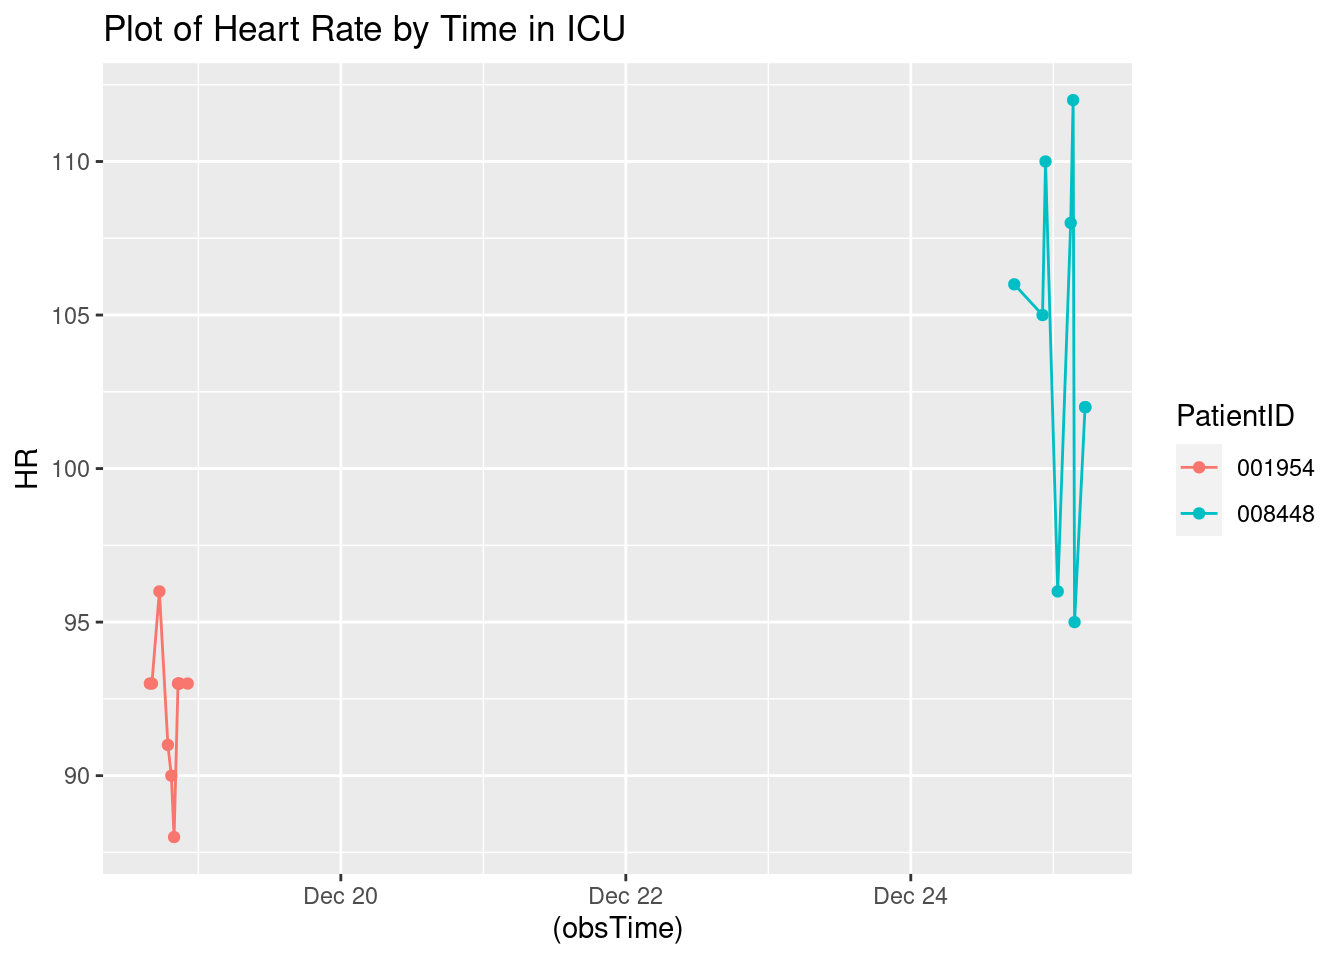 Plot of Heart Rate by Time in ICU
110
105
100
95
90
HR
Dec 20
Dec 22
Dec 24
(obsTime)
PatientID
001954
008448